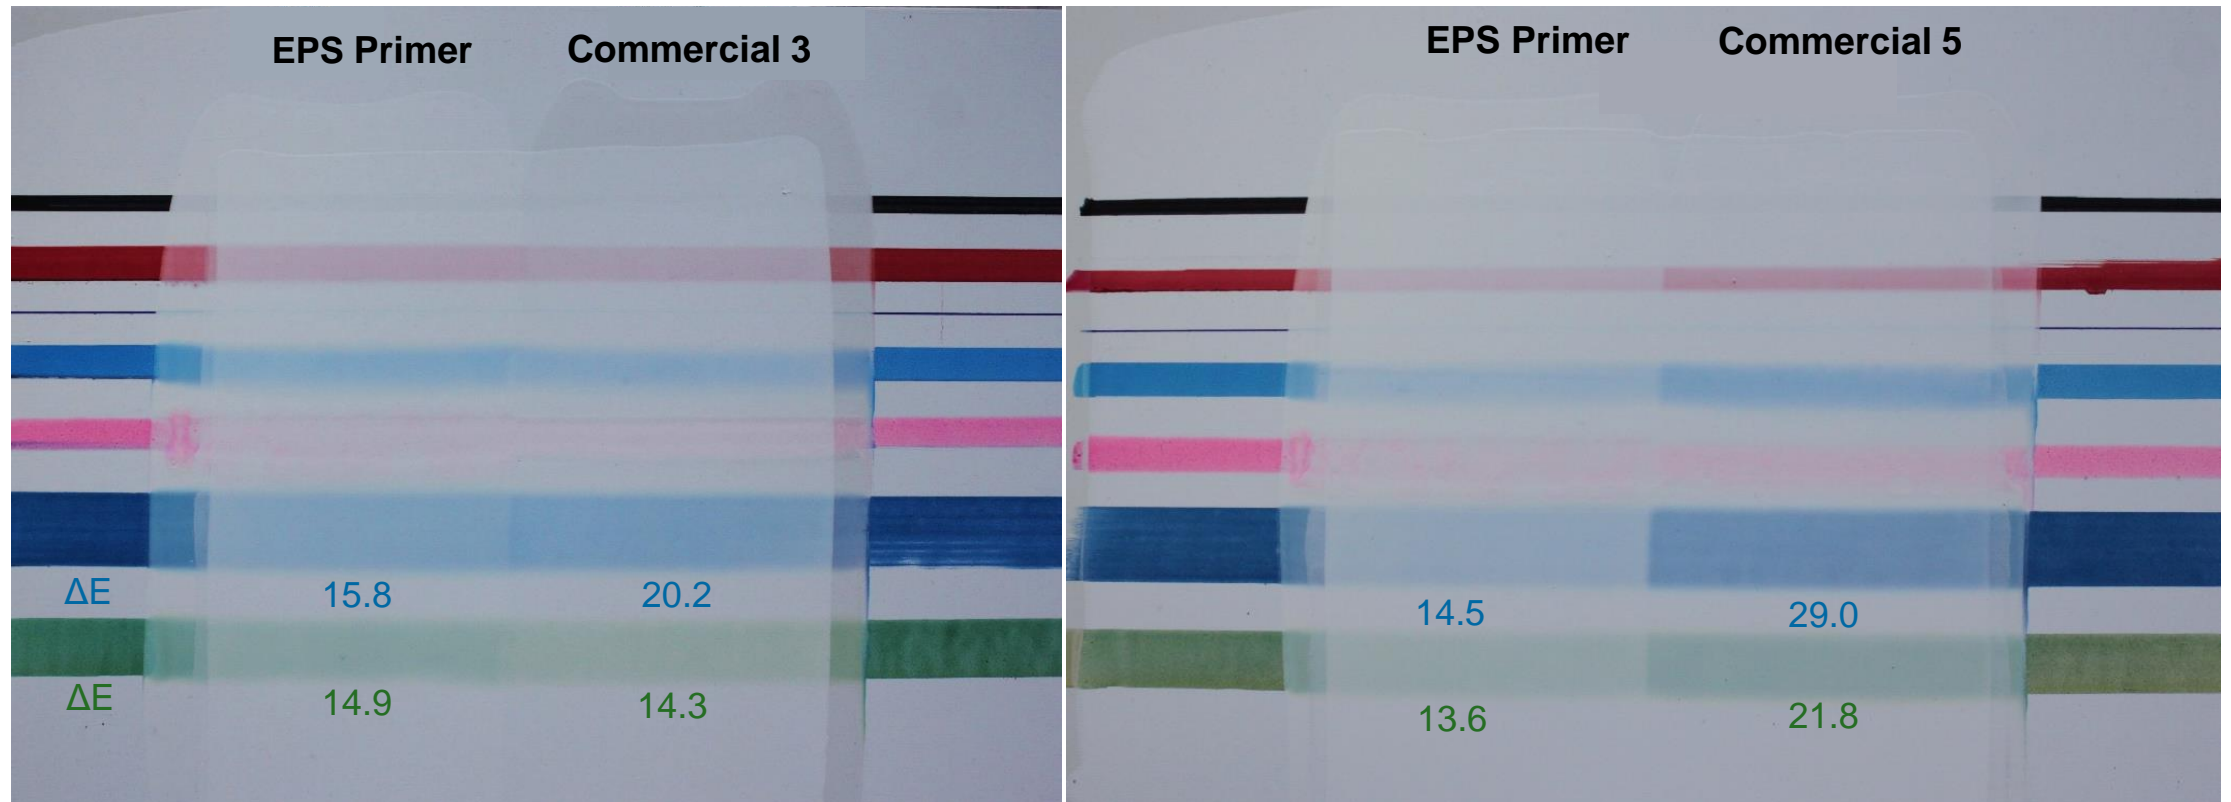 EPS Primer Commercial 3
ΔE 15.8 20.2
ΔE 14.9 14.3
EPS Primer Commercial 5
14.5 29.0
13.6 21.8